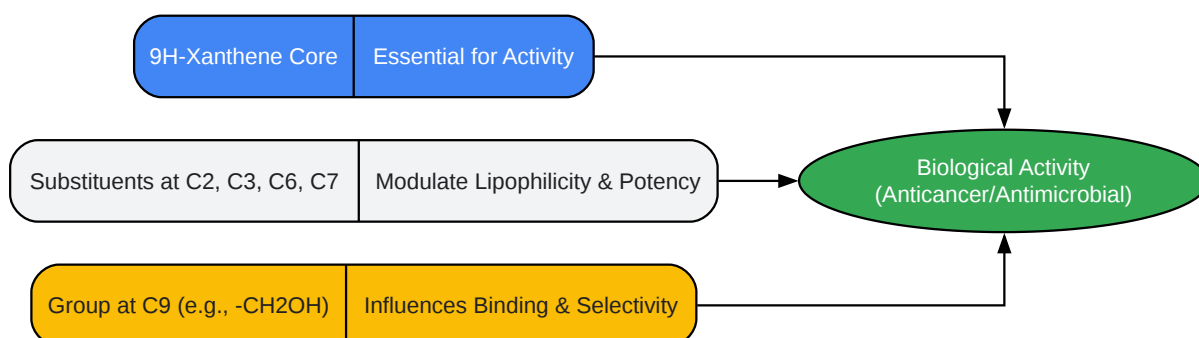 9H-Xanthene Core
Essential for Activity
Substituents at C2, C3, C6, C7
Modulate Lipophilicity & Potency
Biological Activity
(Anticancer/Antimicrobial)
Group at C9 (e.g., -CH2OH)
Influences Binding & Selectivity